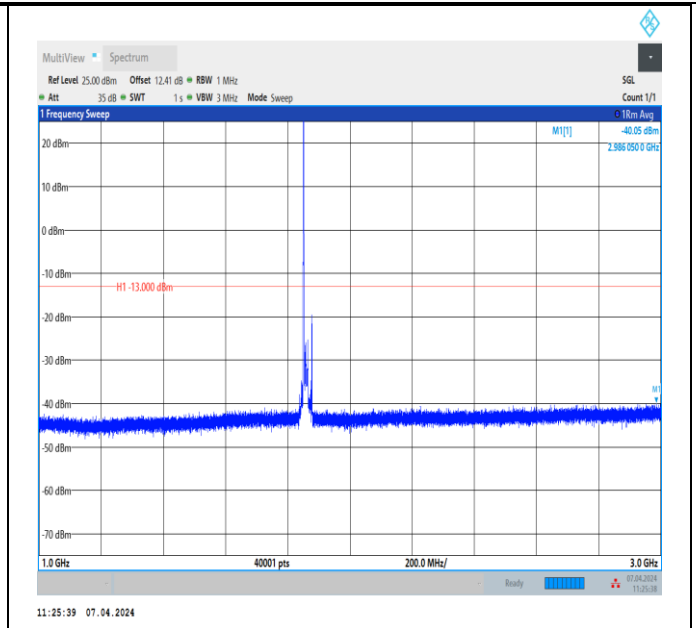 R S
MultiView Spectrum
Ref Level 25.00 dBm Offset 12.41 dB RBW 1 MHz SGL
Att 35 dB SWT 1 s VBW 3 MHz Mode Sweep Count 1/1
1 Frequency Sweep 1Rm Avg
M1[1] -40.05 dBm
2.986 050 0 GHz
20 dBm
10 dBm
0 dBm
-10 dBm
H1 -13.000 dBm
-20 dBm
-30 dBm
M1
-40 dBm
-50 dBm
-60 dBm
-70 dBm
1.0 GHz 40001 pts 200.0 MHz/ 3.0 GHz
Ready 07.04.2024
11:25:38
11:25:39 07.04.2024